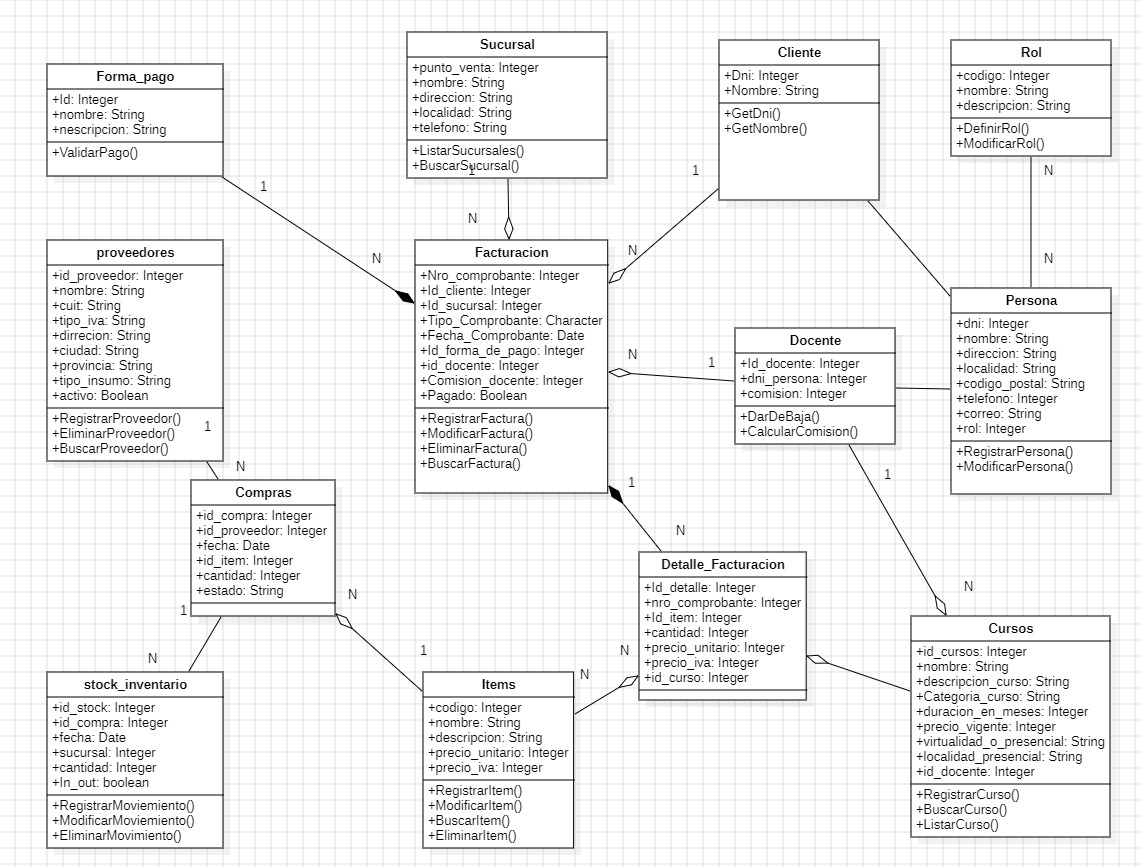 Forma_pago
+Id: Integer
+nombre: String
+nescripcion: String
+ValidarPago()
Sucursal
+punto_venta: Integer
+nombre: String
+direccion: String
+localidad: String
+telefono: String
+ListarSucursales()
+BuscarSucursal()
Cliente
+Dni: Integer
+Nombre: String
+GetDni()
+GetNombre()
Rol
+codigo: Integer
+nombre: String
+descripcion: String
+DefinirRol()
+ModificarRol()
1
N
1
N
1
N
N
N
proveedores
+id_proveedor: Integer
+nombre: String
+cuit: String
+tipo_iva: String
+dirrecion: String
+ciudad: String
+provincia: String
+tipo_insumo: String
+activo: Boolean
+RegistrarProveedor()
+EliminarProveedor()
+BuscarProveedor()
1
N
Facturacion
+Nro_comprobante: Integer
+Id_cliente: Integer
+Id_sucursal: Integer
+Tipo_Comprobante: Character
+Fecha_Comprobante: Date
+Id_forma_de_pago: Integer
+id_docente: Integer
+Comision_docente: Integer
+Pagado: Boolean
+RegistrarFactura()
+ModificarFactura()
+EliminarFactura()
+BuscarFactura()
N
1
Docente
+Id_docente: Integer
+dni_persona: Integer
+comision: Integer
+DarDeBaja()
+CalcularComision()
Persona
+dni: Integer
+nombre: String
+direccion: String
+localidad: String
+codigo_postal: String
+telefono: Integer
+correo: String
+rol: Integer
+RegistrarPersona()
+ModificarPersona()
1
N
1
N
Compras
+id_compra: Integer
+id_proveedor: Integer
+fecha: Date
+id_item: Integer
+cantidad: Integer
+estado: String
1
N
N
1
Detalle_Facturacion
+Id_detalle: Integer
+nro_comprobante: Integer
+Id_item: Integer
+cantidad: Integer
+precio_unitario: Integer
+precio_iva: Integer
+id_curso: Integer
N
N
stock_inventario
+id_stock: Integer
+id_compra: Integer
+fecha: Date
+sucursal: Integer
+cantidad: Integer
+In_out: boolean
+RegistrarMoviemiento()
+ModificarMoviemiento()
+EliminarMovimiento()
Items
+codigo: Integer
+nombre: String
+descripcion: String
+precio_unitario: Integer
+precio_iva: Integer
+RegistrarItem()
+ModificarItem()
+BuscarItem()
+EliminarItem()
Cursos
+id_cursos: Integer
+nombre: String
+descripcion_curso: String
+Categoria_curso: String
+duracion_en_meses: Integer
+precio_vigente: Integer
+virtualidad_o_presencial: String
+localidad_presencial: String
+id_docente: Integer
+RegistrarCurso()
+BuscarCurso()
+ListarCurso()